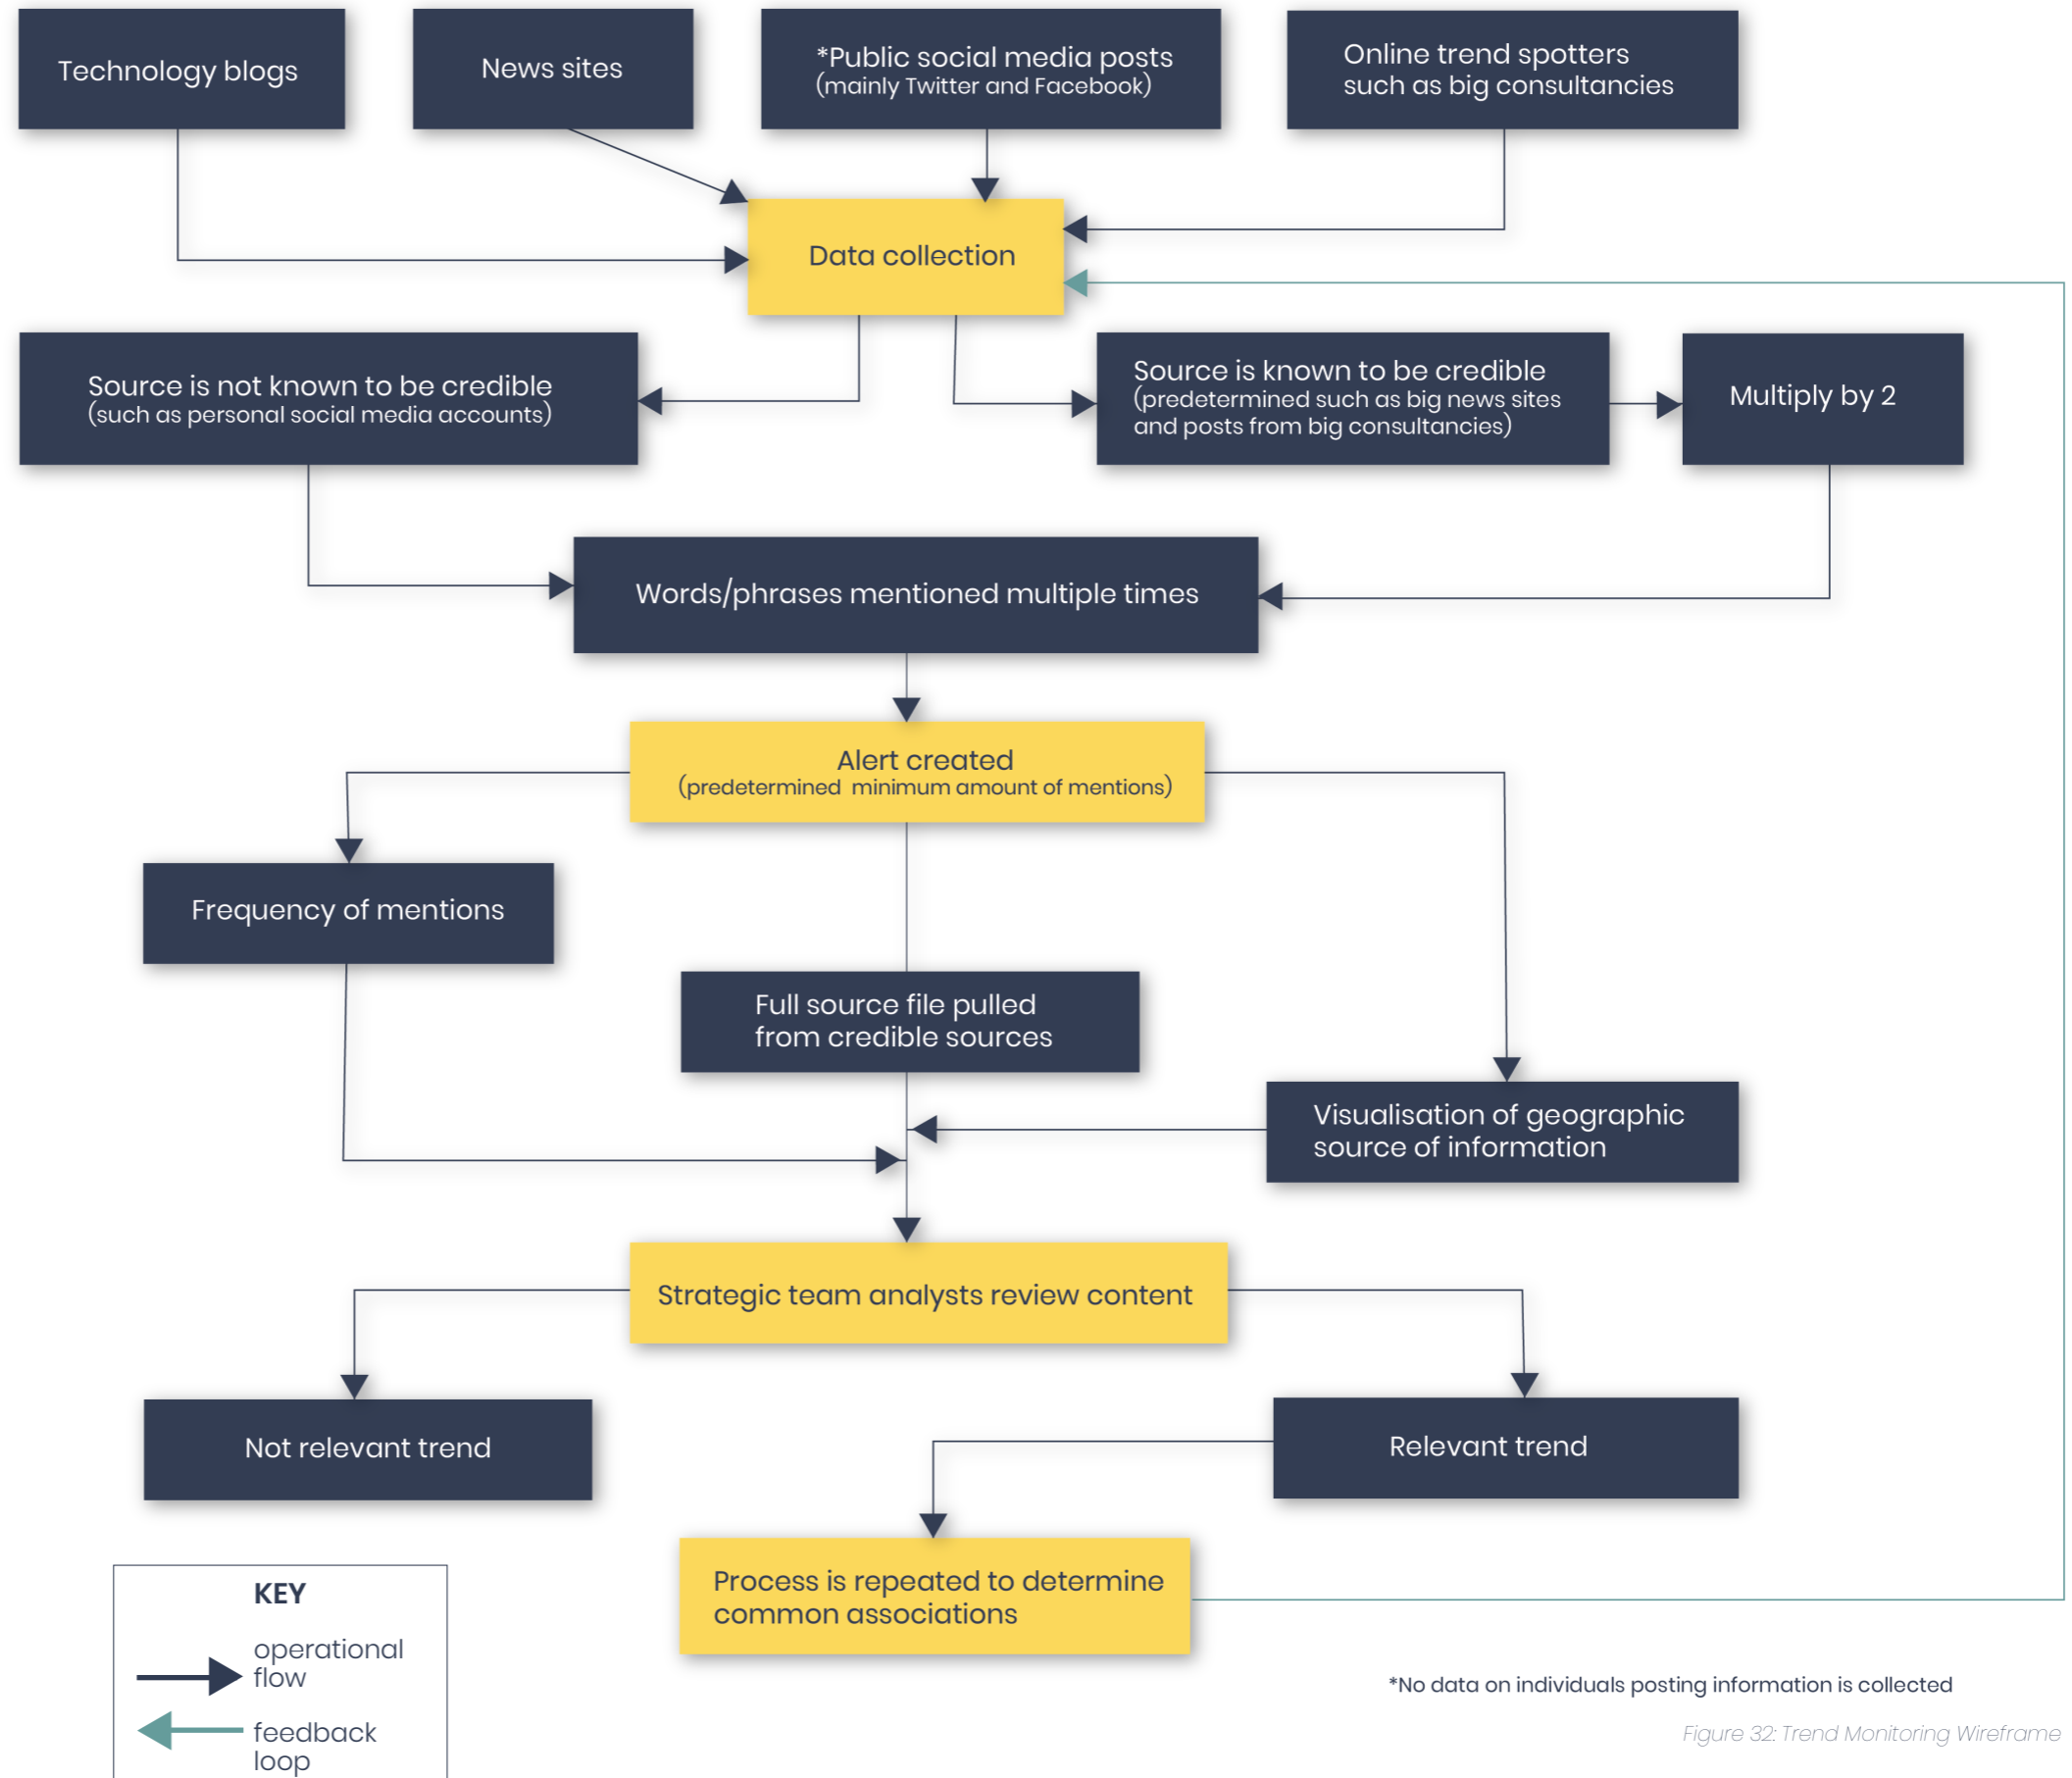 Technology blogs
News sites
*Public social media posts
(mainly Twitter and Facebook)
Online trend spotters
such as big consultancies
Data collection
Source is not known to be credible
(such as personal social media accounts)
Source is known to be credible
(predetermined such as big news sites
and posts from big consultancies)
Multiply by 2
Words/phrases mentioned multiple times
Alert created
(predetermined minimum amount of mentions)
Frequency of mentions
Full source file pulled
from credible sources
Visualisation of geographic
source of information
Strategic team analysts review content
Not relevant trend
Relevant trend
Process is repeated to determine
common associations
KEY
operational
flow
feedback
loop
*No data on individuals posting information is collected
Figure 32: Trend Monitoring Wireframe